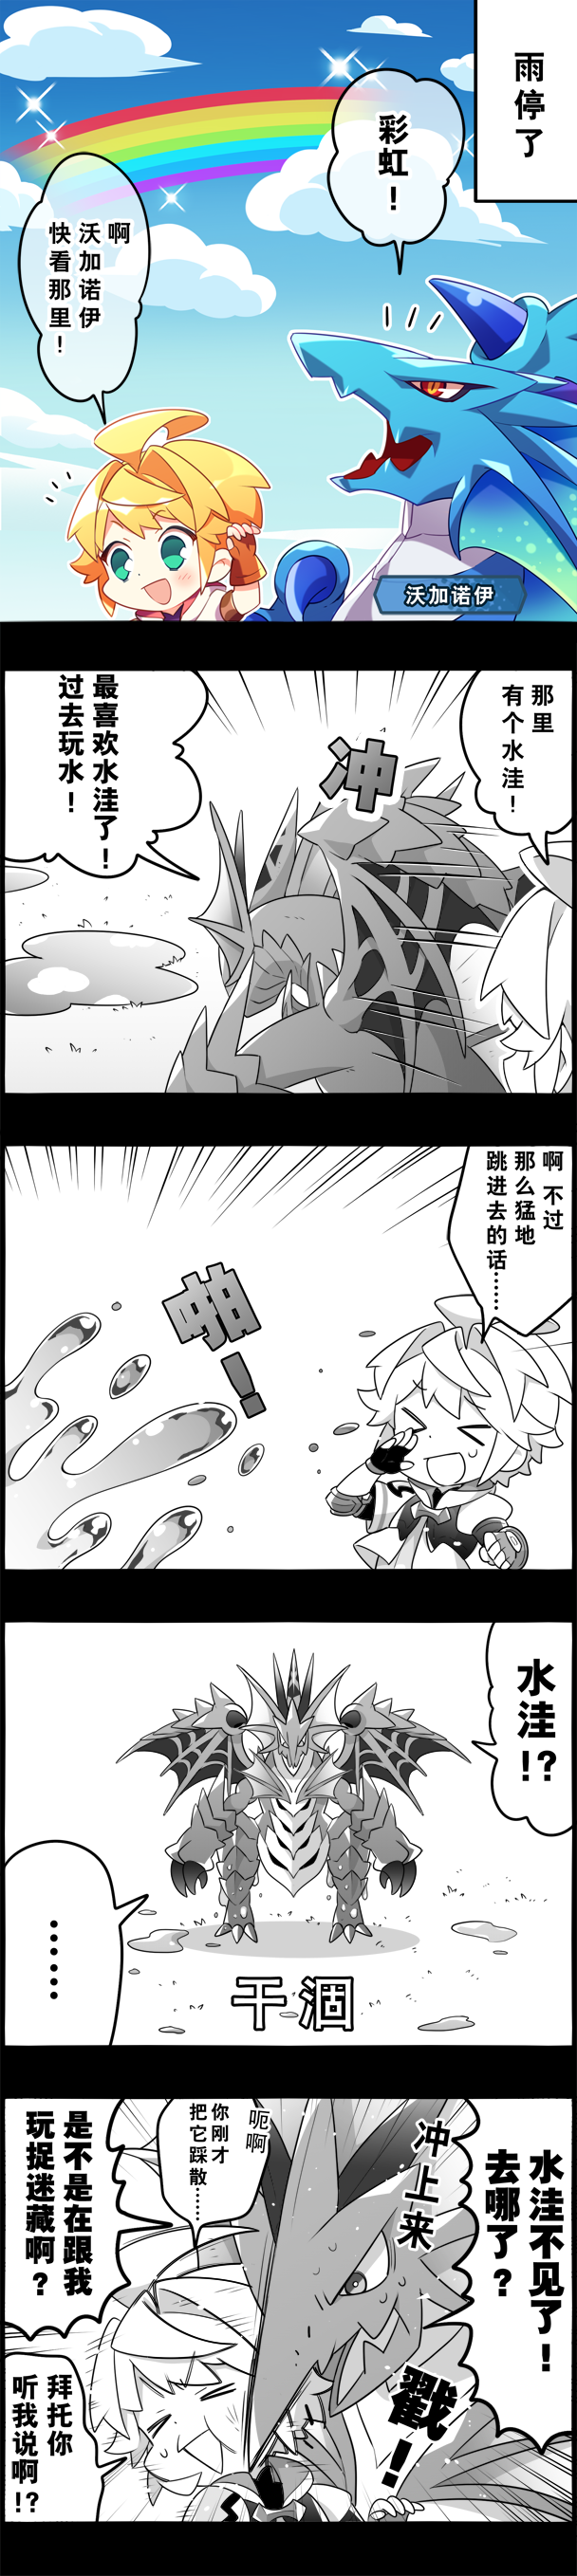 雨停了
彩虹！
啊
沃加诺伊
快看那里！
沃加诺伊
那里
有个水洼！
冲
最喜欢水洼了！
过去玩水！
啊 不过
那么猛地
跳进去的话……
啪！
水洼!?
……
干涸
水洼不见了！
去哪了？
冲上来
呃啊
你刚才
把它踩散……
是不是在跟我
玩捉迷藏啊？
戳！
拜托你
听我说啊!?